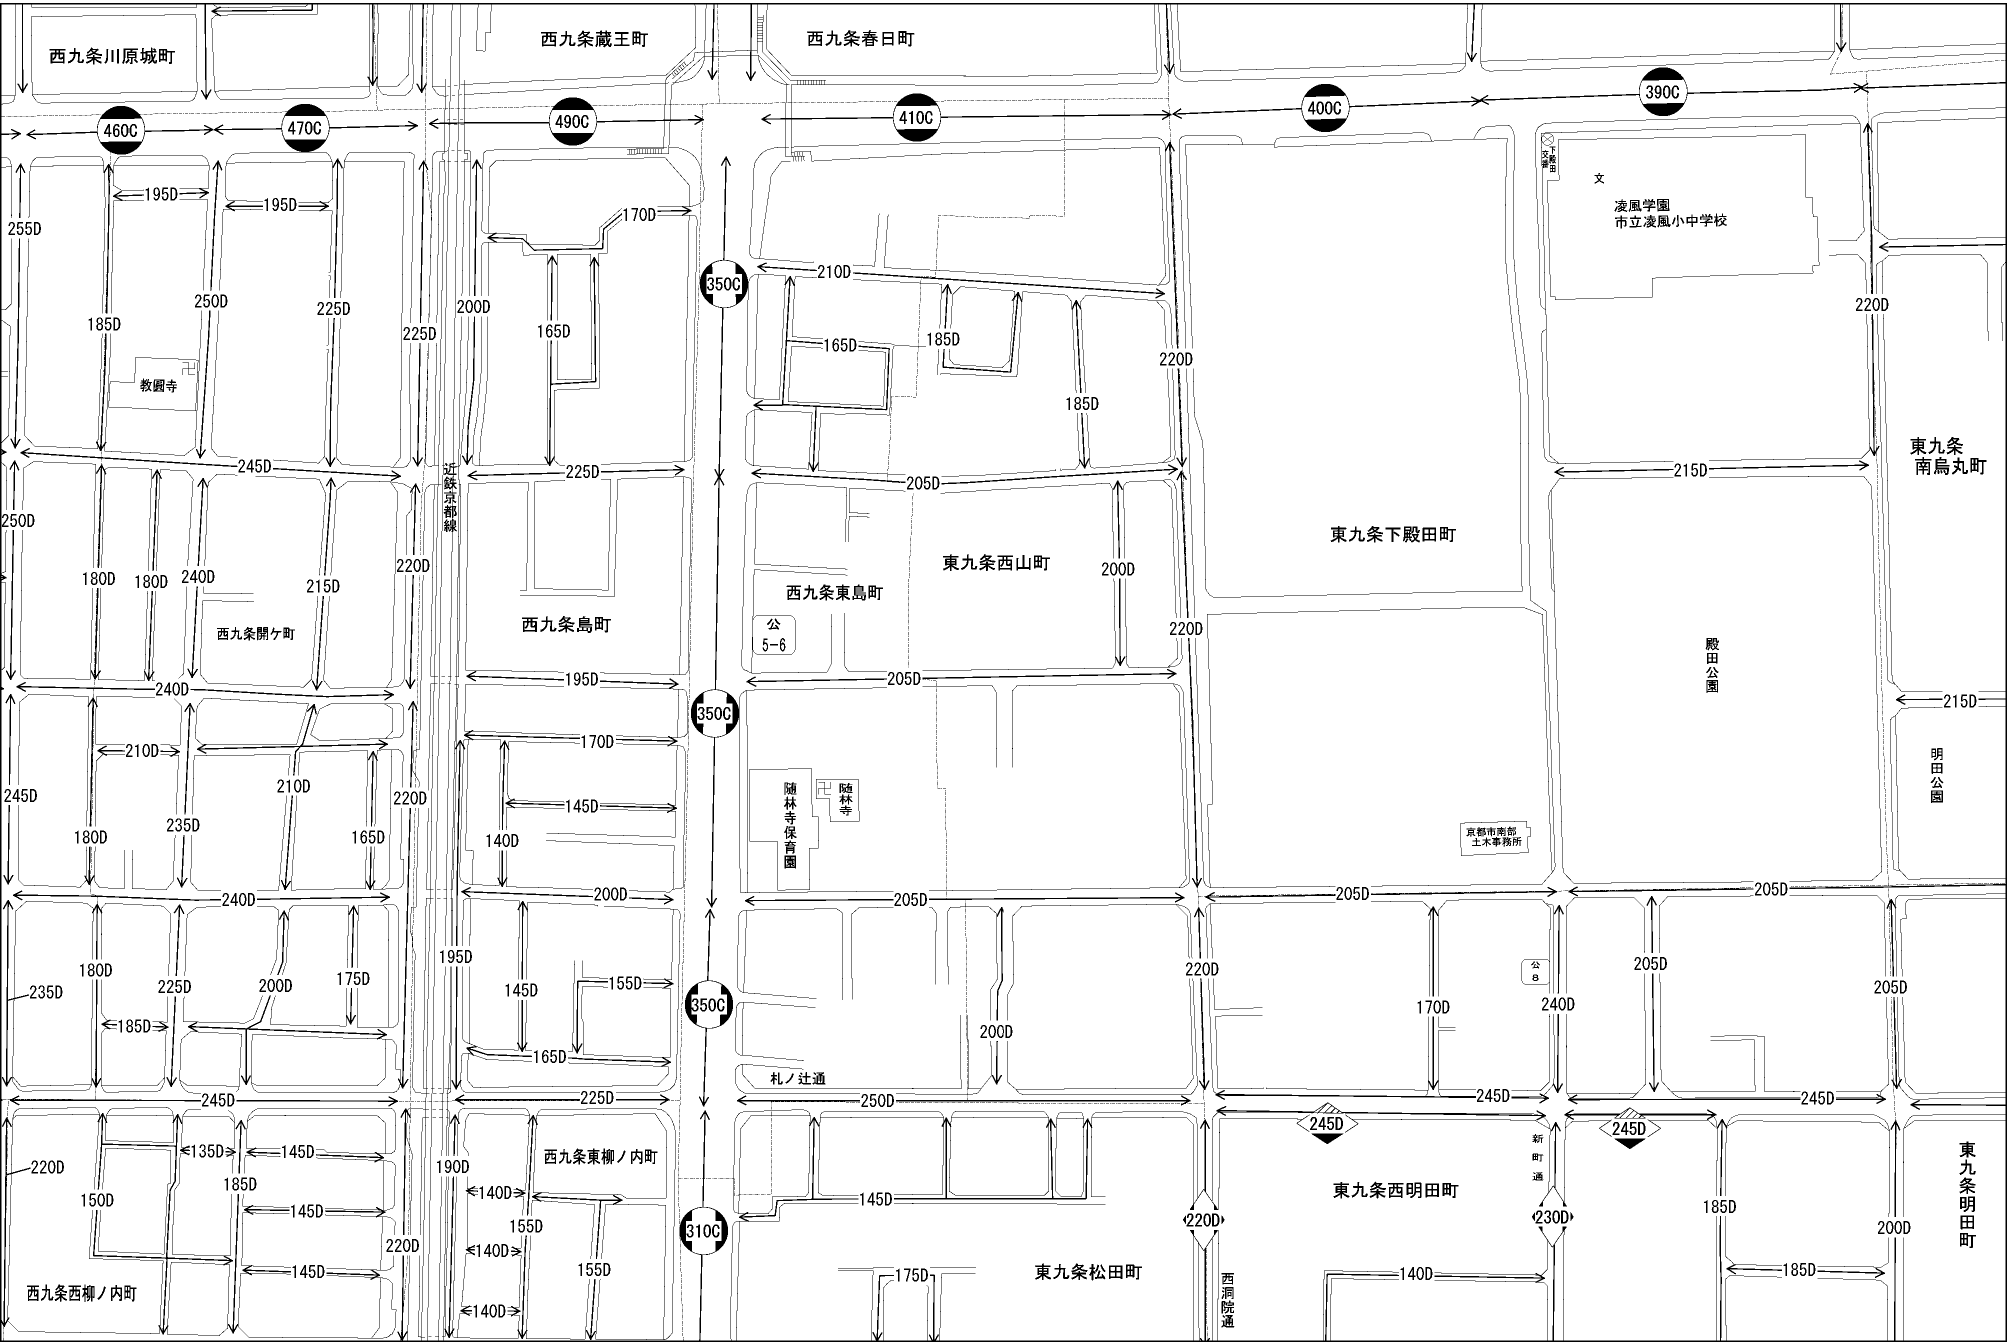 西九条川原城町
西九条蔵王町
西九条春日町
460C
470C
490C
410C
400C
390C
195D
195D
170D
下殿田
交番
文
凌風学園
市立凌風小中学校
255D
185D
250D
225D
225D
200D
165D
350C
210D
165D
185D
185D
220D
220D
教圓寺
245D
225D
205D
215D
近鉄京都線
東九条
南烏丸町
250D
180D
180D
240D
215D
220D
200D
220D
東九条下殿田町
東九条西山町
西九条東島町
西九条島町
西九条開ケ町
公
5-6
殿田公園
240D
195D
205D
215D
350C
210D
170D
245D
180D
235D
210D
165D
220D
140D
145D
随林寺保育園
卍
随林寺
京都市南部
土木事務所
明田公園
240D
200D
205D
205D
205D
235D
180D
225D
200D
175D
185D
195D
145D
155D
165D
350C
200D
220D
170D
公
8
240D
205D
205D
札ノ辻通
245D
225D
250D
245D
245D
245D
245D
220D
150D
135D
185D
145D
145D
145D
220D
190D
140D
140D
140D
155D
155D
西九条東柳ノ内町
310C
145D
175D
220D
230D
新町通
西洞院通
東九条西明田町
東九条松田町
140D
185D
185D
200D
東九条明田町
西九条西柳ノ内町